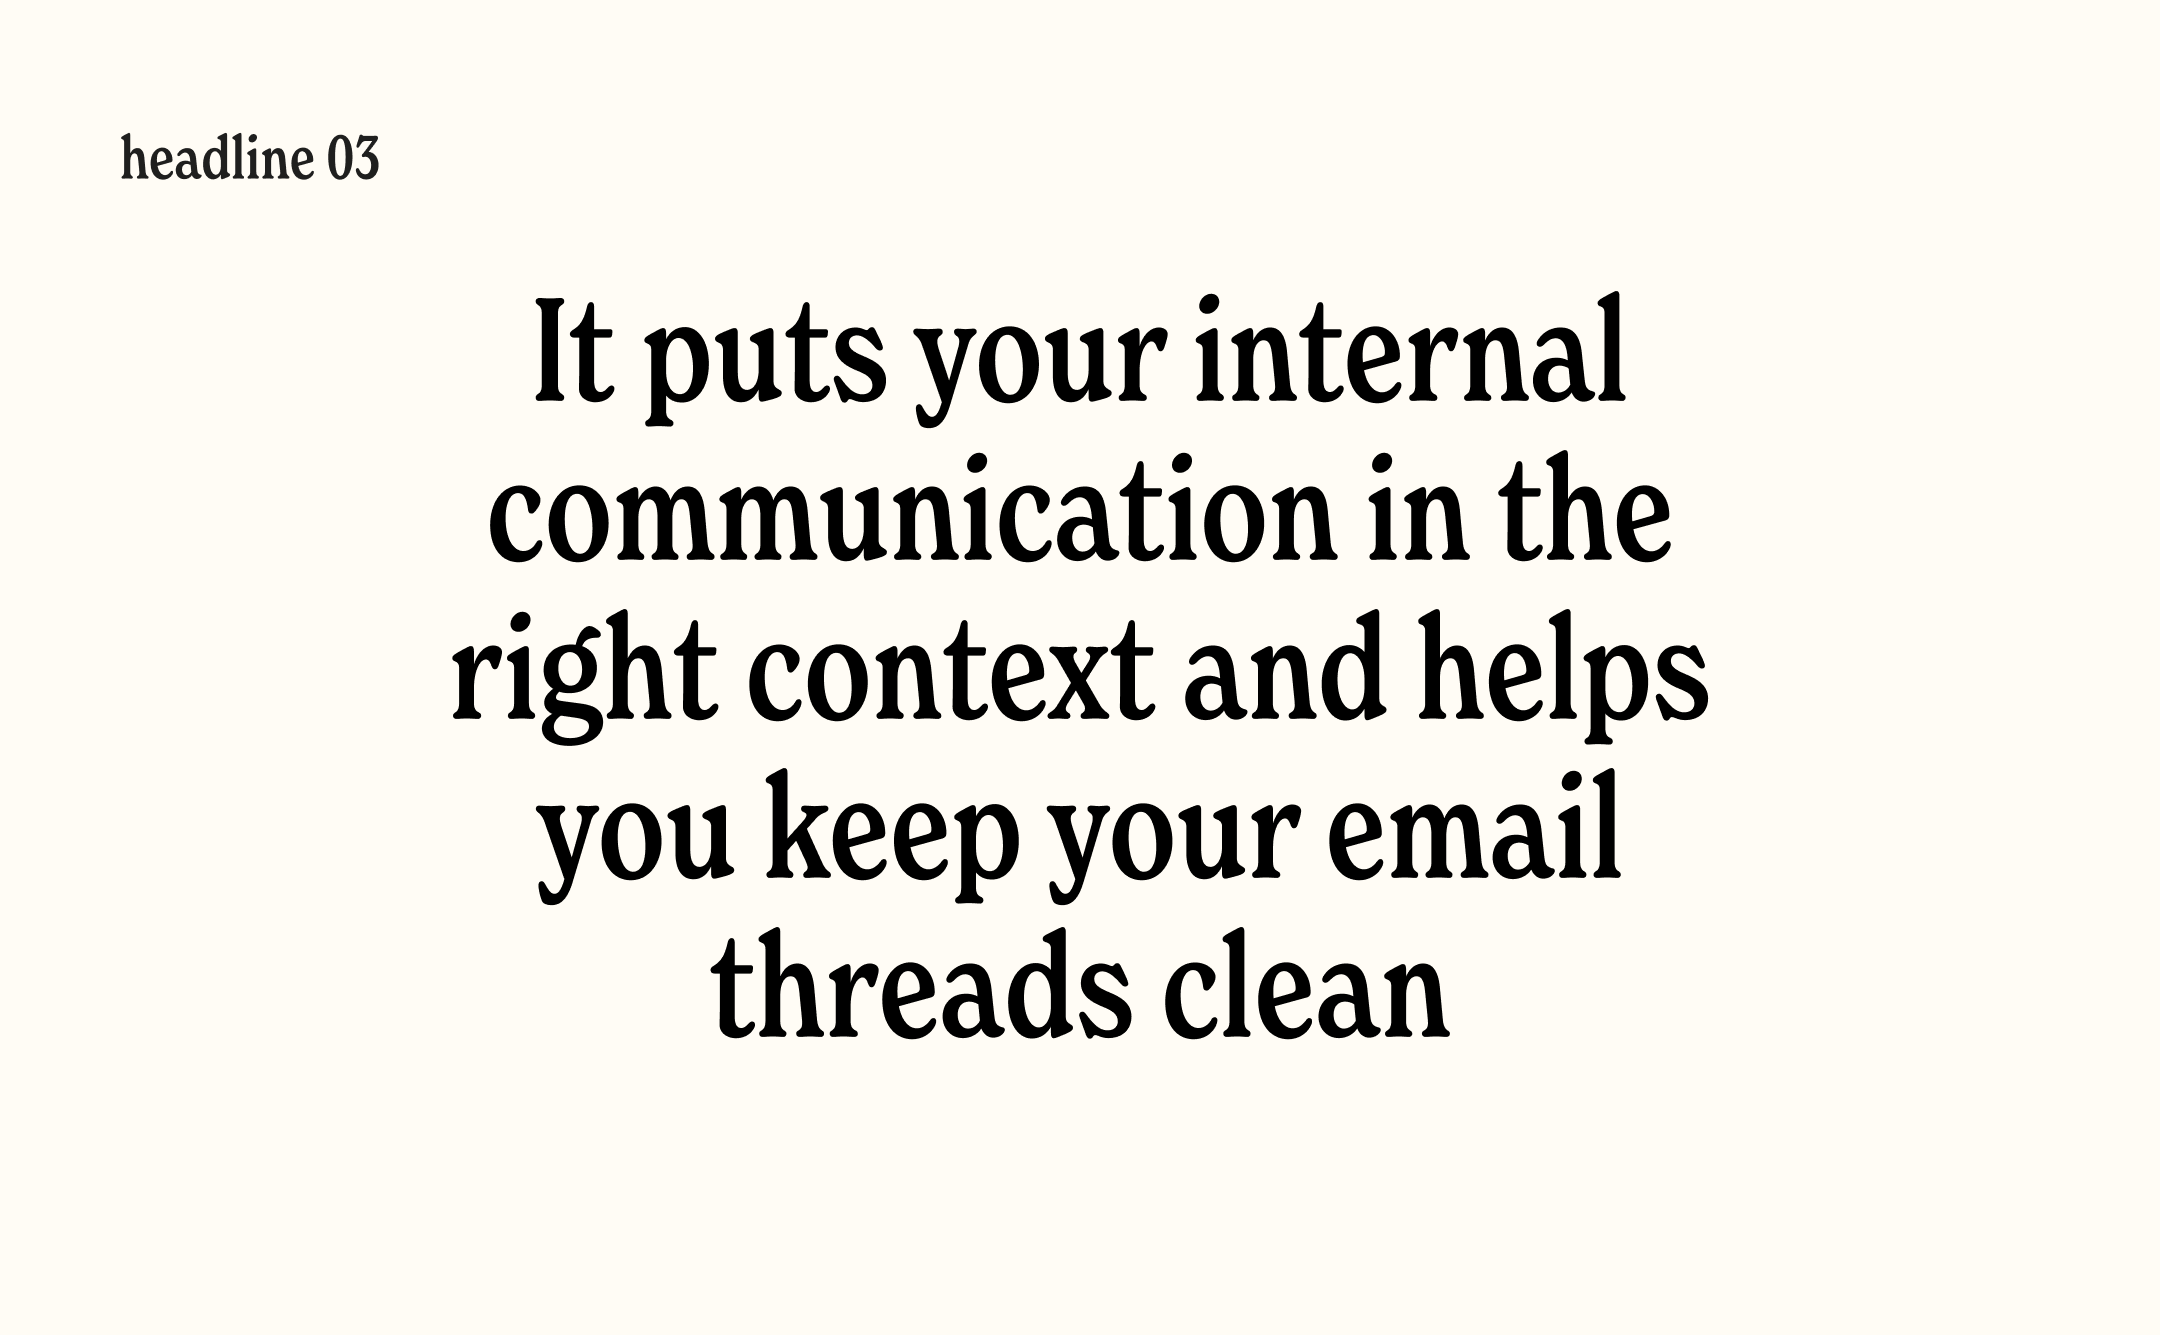 headline 03
It puts your internal
communication in the
right context and helps
you keep your email
threads clean